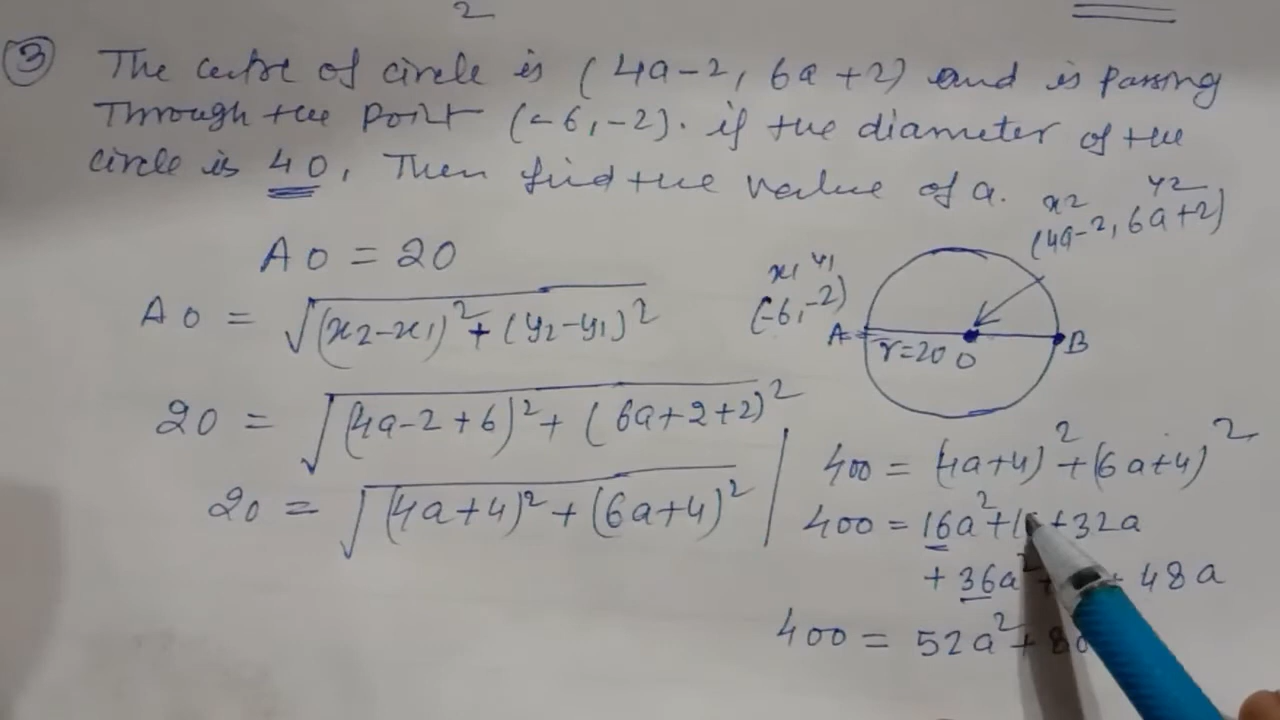 2
③ The centre of circle is (4a-2, 6a+2) and is passing
Through the point (-6,-2). if the diameter of the
circle is 40, Then find the value of a.
x2 y2
(4a-2, 6a+2)
AO = 20
x1 y1
(-6,-2)
AO = √(x2-x1)²+(y2-y1)²
A r=20 O B
20 = √(4a-2+6)²+(6a+2+2)²
20 = √(4a+4)²+(6a+4)²
400 = (4a+4)²+(6a+4)²
400 = 16a²+ +32a
+ 36a² + 48a
400 = 52a²+